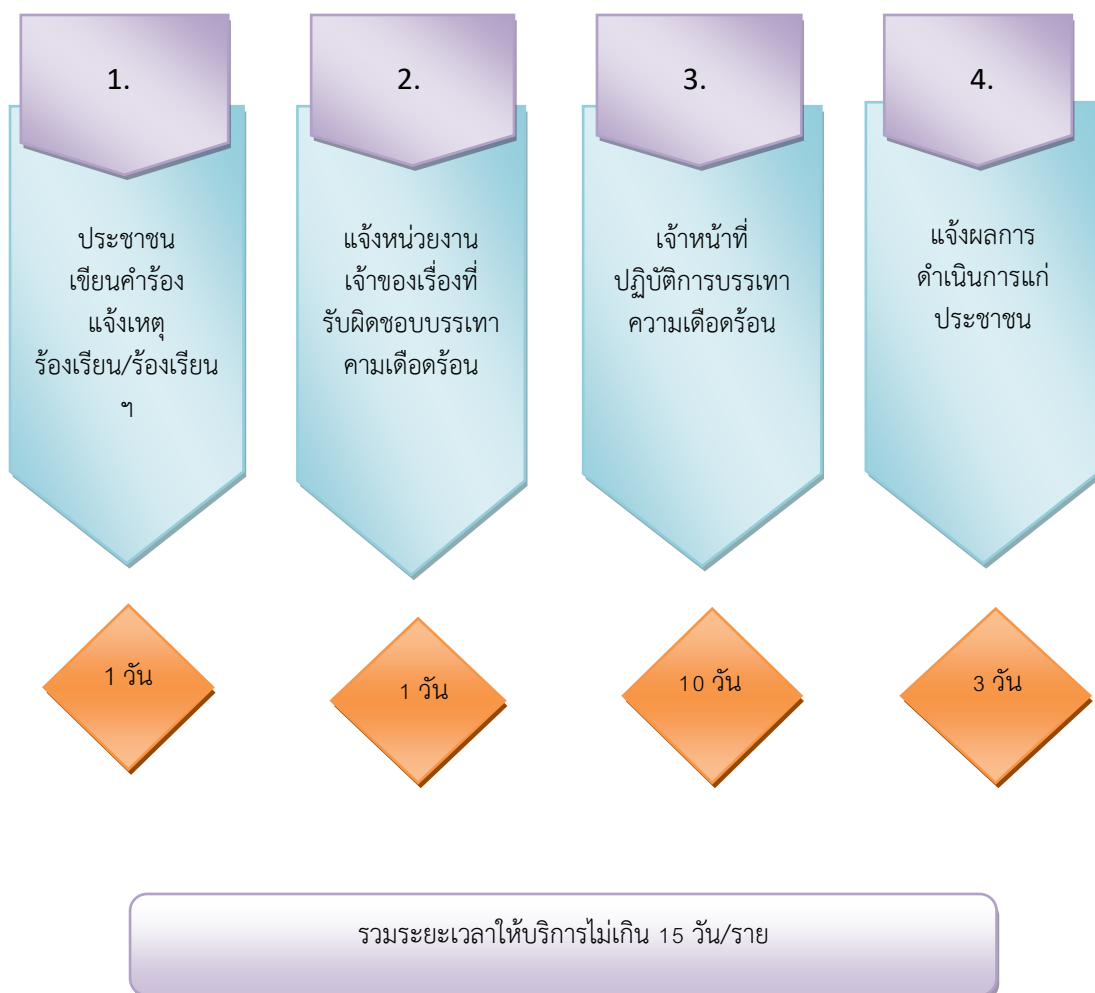 1.
ประชาชน
เขียนคำร้อง
แจ้งเหตุ
ร้องเรียน/ร้องเรียน
ฯ
1 วัน
2.
แจ้งหน่วยงาน
เจ้าของเรื่องที่
รับผิดชอบบรรเทา
คามเดือดร้อน
1 วัน
3.
เจ้าหน้าที่
ปฏิบัติการบรรเทา
ความเดือดร้อน
10 วัน
4.
แจ้งผลการ
ดำเนินการแก่
ประชาชน
3 วัน
รวมระยะเวลาให้บริการไม่เกิน 15 วัน/ราย